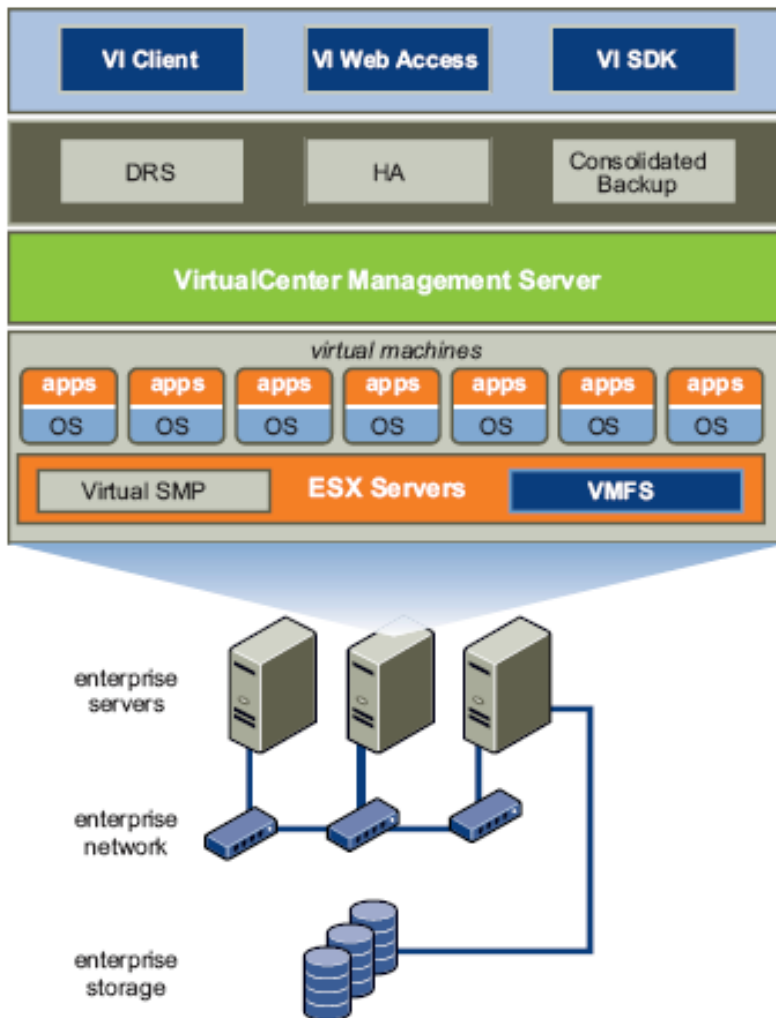 VI Client
VI Web Access
VI SDK
DRS
HA
Consolidated
Backup
VirtualCenter Management Server
virtual machines
apps apps apps apps apps apps apps
OS OS OS OS OS OS OS
Virtual SMP
ESX Servers
VMFS
enterprise
servers
enterprise
network
enterprise
storage